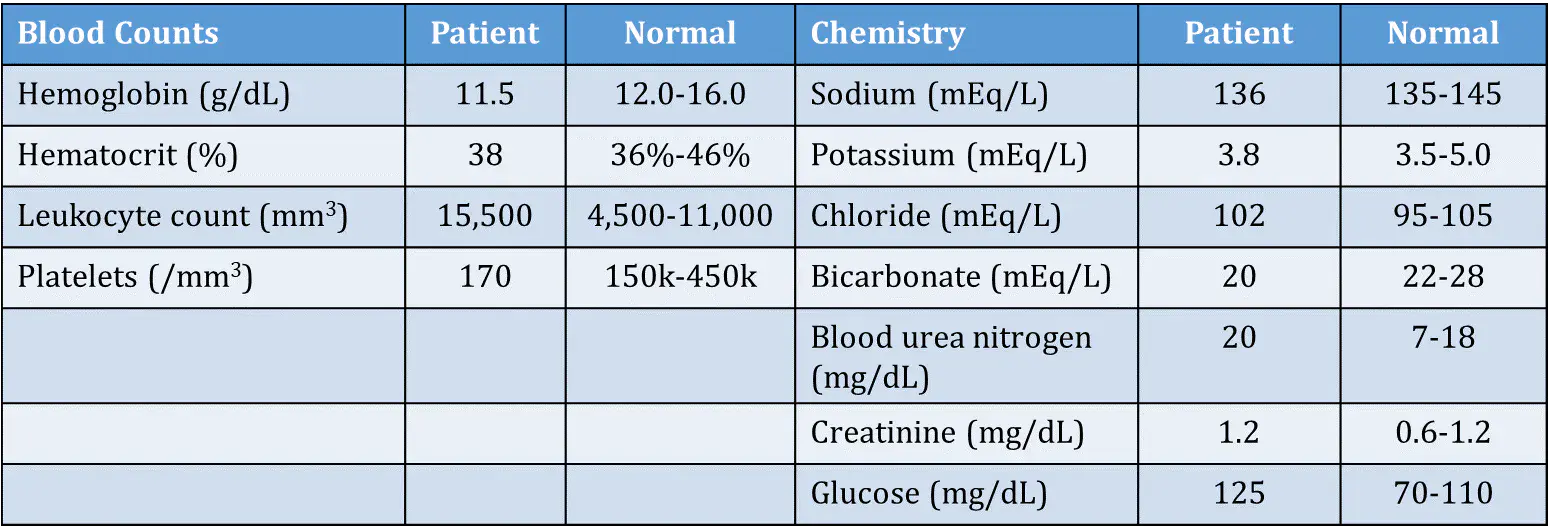 Blood Counts Patient Normal Chemistry Patient Normal
Hemoglobin (g/dL) 11.5 12.0-16.0 Sodium (mEq/L) 136 135-145
Hematocrit (%) 38 36%-46% Potassium (mEq/L) 3.8 3.5-5.0
Leukocyte count (mm³) 15,500 4,500-11,000 Chloride (mEq/L) 102 95-105
Platelets (/mm³) 170 150k-450k Bicarbonate (mEq/L) 20 22-28
Blood urea nitrogen 20 7-18
(mg/dL)
Creatinine (mg/dL) 1.2 0.6-1.2
Glucose (mg/dL) 125 70-110